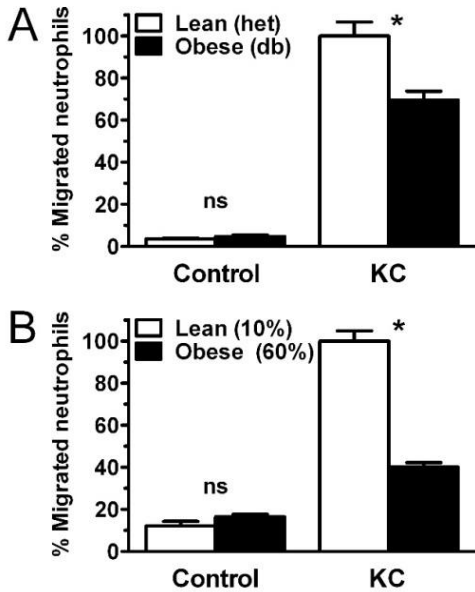 A
% Migrated neutrophils
100
80
60
40
20
0
Lean (het)
Obese (db)
*
ns
Control
KC
B
% Migrated neutrophils
100
80
60
40
20
0
Lean (10%)
Obese (60%)
*
ns
Control
KC